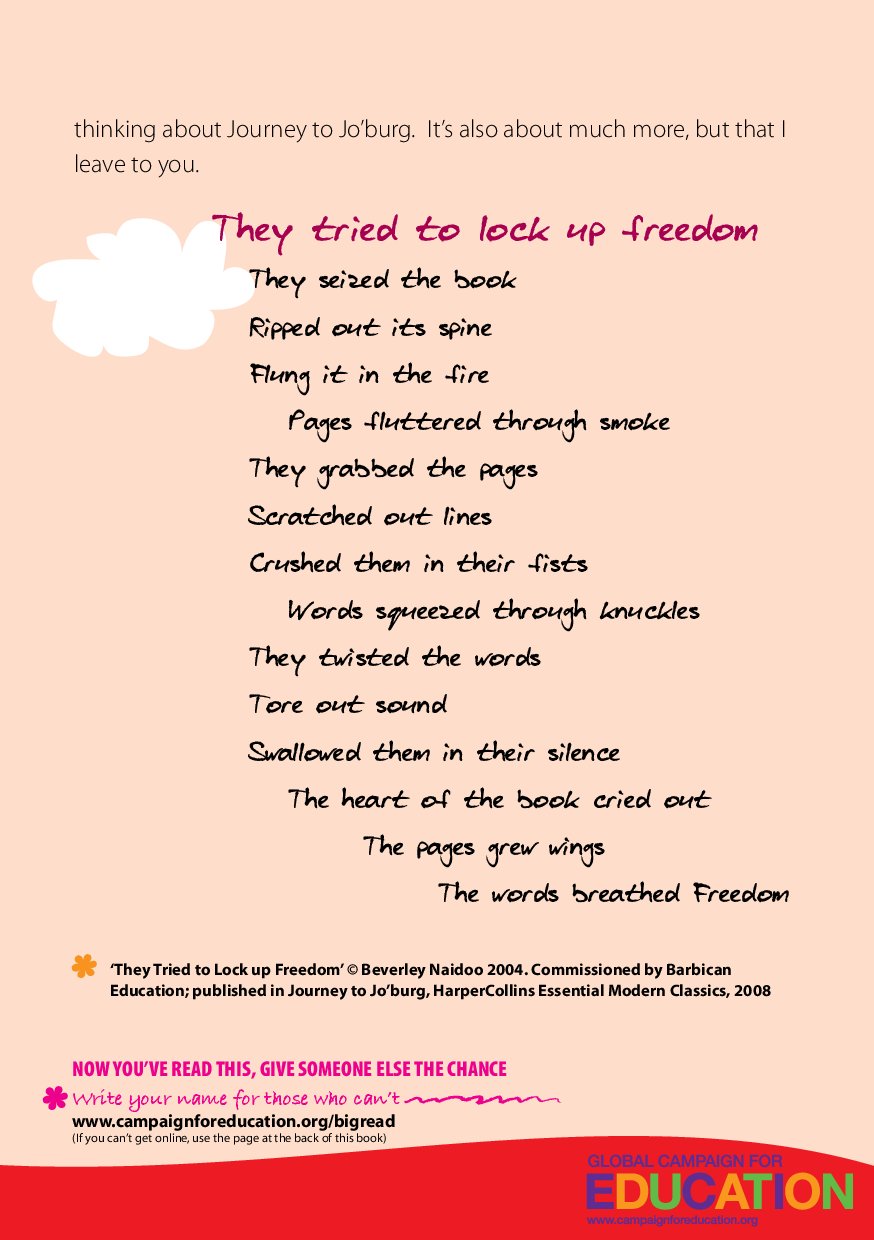 thinking about Journey to Jo’burg.  It’s also about much more, but that I
leave to you.
They tried to lock up freedom
They seized the book
Ripped out its spine
Flung it in the fire
Pages fluttered through smoke
They grabbed the pages
Scratched out lines
Crushed them in their fists
Words squeezed through knuckles
They twisted the words
Tore out sound
Swallowed them in their silence
The heart of the book cried out
The pages grew wings
The words breathed Freedom
‘They Tried to Lock up Freedom’ © Beverley Naidoo 2004. Commissioned by Barbican
Education; published in Journey to Jo’burg, HarperCollins Essential Modern Classics, 2008
NOW YOU’VE READ THIS, GIVE SOMEONE ELSE THE CHANCE
Write your name for those who can’t
www.campaignforeducation.org/bigread
(If you can’t get online, use the page at the back of this book)
GLOBAL CAMPAIGN FOR
EDUCATION
www.campaignforeducation.org